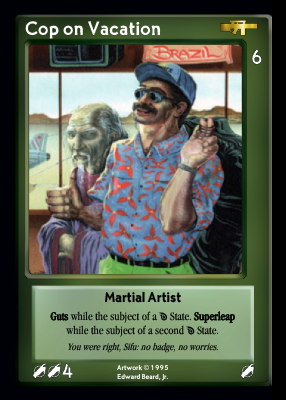 Cop on Vacation
6
BRAZIL
Martial Artist
Guts while the subject of a State. Superleap
while the subject of a second State.
You were right, Sifu: no badge, no worries.
4
Artwork © 1995
Edward Beard, Jr.